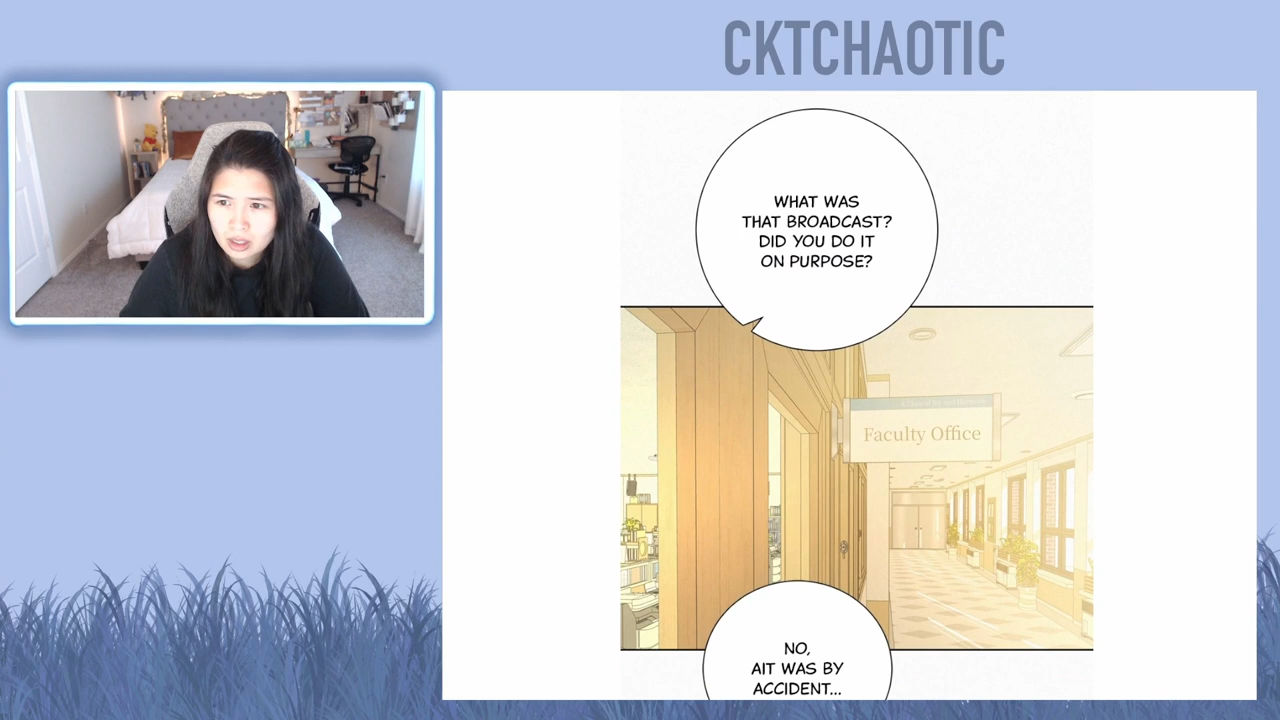 CKTCHAOTIC
WHAT WAS
THAT BROADCAST?
DID YOU DO IT
ON PURPOSE?
Faculty Office
NO,
AIT WAS BY
ACCIDENT...